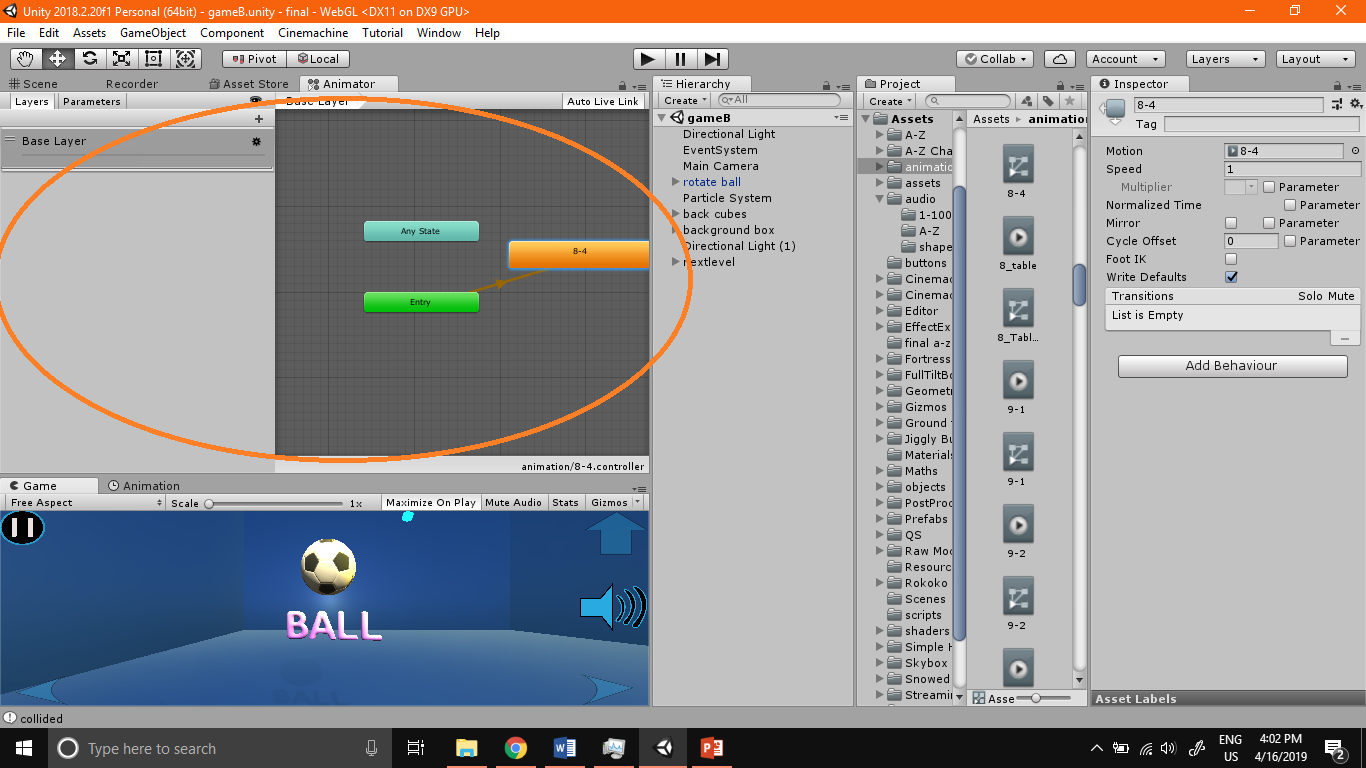 Unity 2018.2.20f1 Personal (64bit) - gameB.unity - final - WebGL <DX11 on DX9 GPU>
File Edit Assets GameObject Component Cinemachine Tutorial Window Help
Pivot Local Collab Account Layers Layout
Scene Recorder Asset Store Animator
Layers Parameters Base Layer Auto Live Link
Base Layer
Any State
8-4
Entry
animation/8-4.controller
Game Animation
Free Aspect Scale 1x Maximize On Play Mute Audio Stats Gizmos
BALL
Hierarchy
Create All
gameB
Directional Light
EventSystem
Main Camera
rotate ball
Particle System
back cubes
background box
Directional Light (1)
nextlevel
Project
Create
Assets
A-Z
A-Z Cha
animatic
assets
audio
1-100
A-Z
shape
buttons
Cinemac
Cinemac
Editor
EffectEx
final a-z
Fortress
FullTiltBo
Geometr
Gizmos
Ground t
Jiggly Bu
Materials
Maths
objects
PostProc
Prefabs
QS
Raw Mod
Resourc
Rokoko
Scenes
scripts
shaders
Simple H
Skybox
Snowed
Streamin
Assets animation
8-4
8_table
8_Tabl...
9-1
9-1
9-2
9-2
Asse
Inspector
8-4
Tag
Motion 8-4
Speed 1
Multiplier Parameter
Normalized Time Parameter
Mirror Parameter
Cycle Offset 0 Parameter
Foot IK
Write Defaults
Transitions Solo Mute
List is Empty
Add Behaviour
Asset Labels
collided
Type here to search
ENG
US
4:02 PM
4/16/2019
2